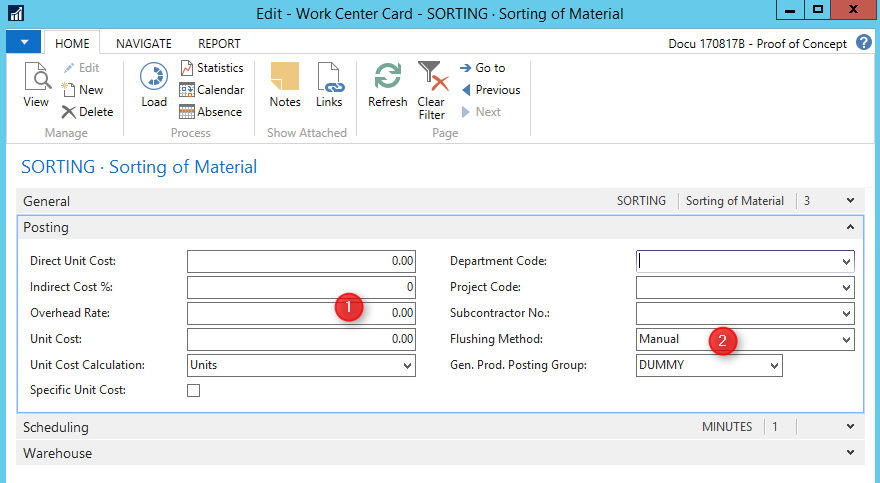 Edit - Work Center Card - SORTING · Sorting of Material
HOME NAVIGATE REPORT Docu 170817B - Proof of Concept ?
View Edit New Delete Manage
Load Statistics Calendar Absence Process
Notes Links Show Attached
Refresh Clear Filter Go to Previous Next Page
SORTING · Sorting of Material
General SORTING Sorting of Material 3
Posting
Direct Unit Cost: 0.00 Department Code:
Indirect Cost %: 0 Project Code:
Overhead Rate: 0.00 Subcontractor No.:
1
Unit Cost: 0.00 Flushing Method: Manual 2
Unit Cost Calculation: Units Gen. Prod. Posting Group: DUMMY
Specific Unit Cost:
Scheduling MINUTES 1
Warehouse